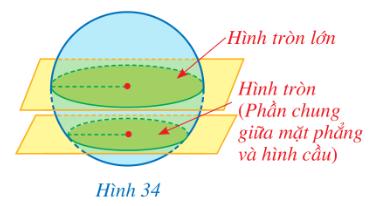 Hình tròn lớn
Hình tròn
(Phần chung
giữa mặt phẳng
và hình cầu)
Hình 34